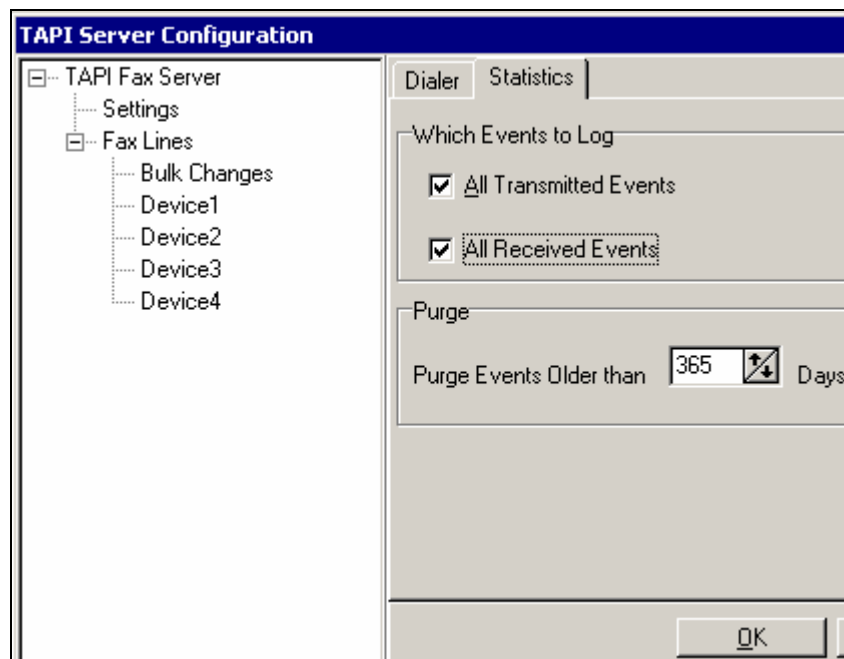 TAPI Server Configuration
TAPI Fax Server
Settings
Fax Lines
Bulk Changes
Device1
Device2
Device3
Device4
Dialer Statistics
Which Events to Log
All Transmitted Events
All Received Events
Purge
Purge Events Older than 365 Days
OK